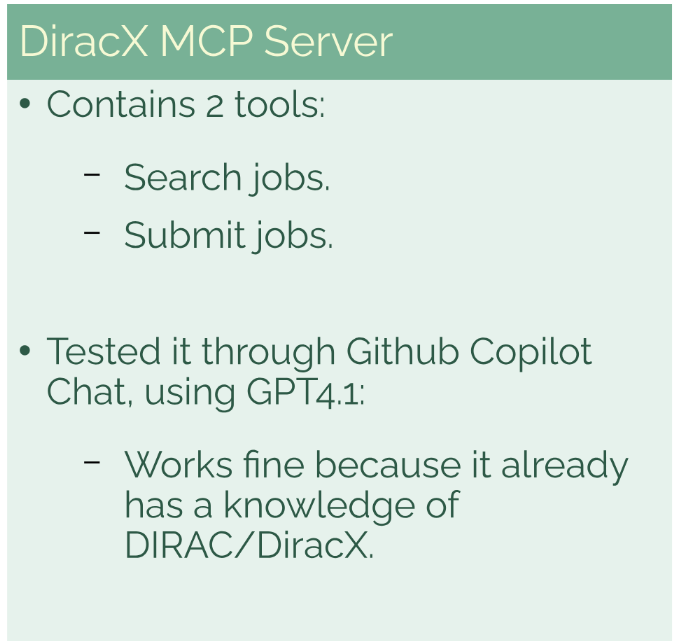 DiracX MCP Server
• Contains 2 tools:
– Search jobs.
– Submit jobs.
• Tested it through Github Copilot
Chat, using GPT4.1:
– Works fine because it already
has a knowledge of
DIRAC/DiracX.